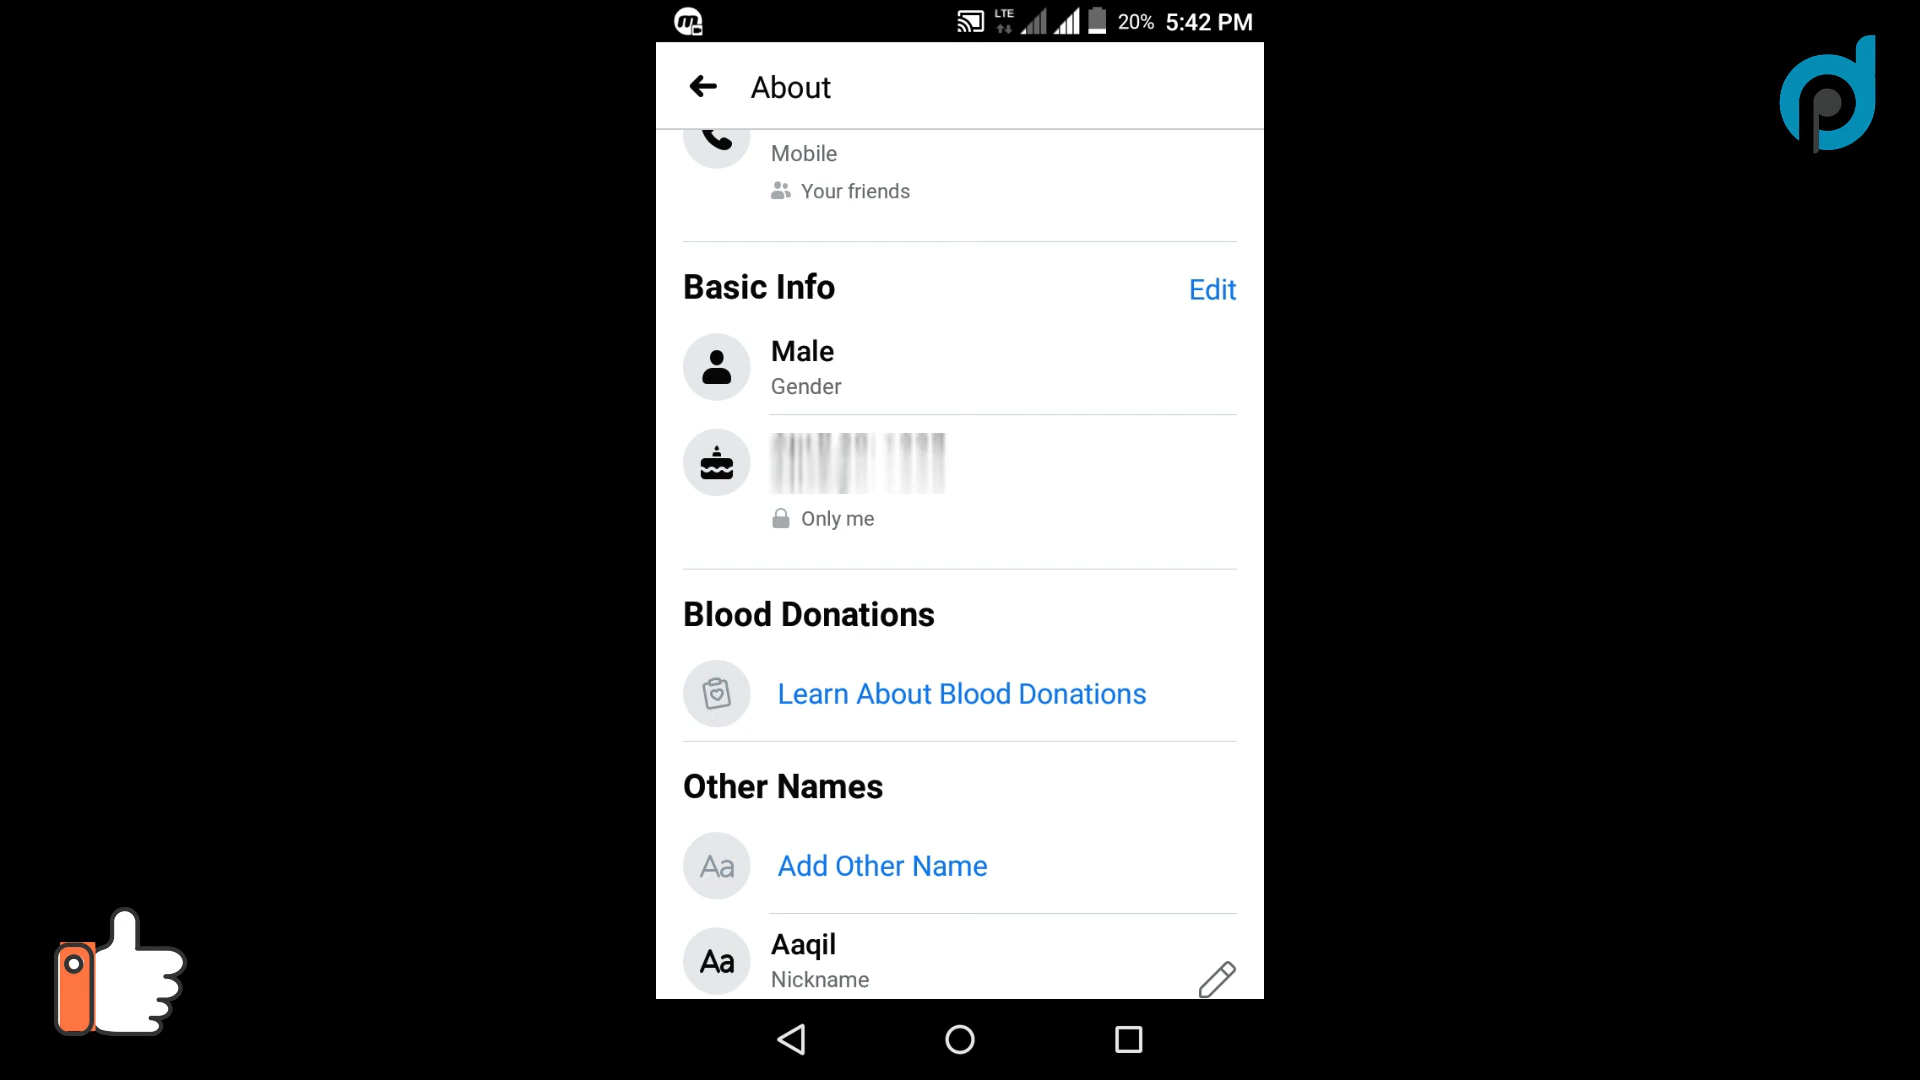 LTE 20% 5:42 PM
About
Mobile
Your friends
Basic Info Edit
Male
Gender
Only me
Blood Donations
Learn About Blood Donations
Other Names
Aa Add Other Name
Aa Aaqil
Nickname